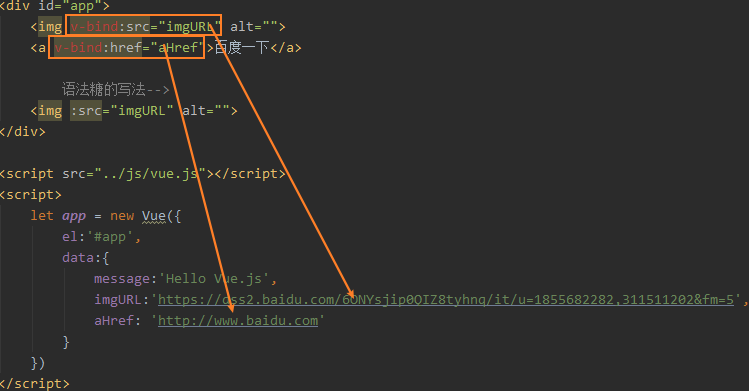 <div id="app">
<img v-bind:src="imgURL" alt="">
<a v-bind:href="aHref">百度一下</a>
语法糖的写法-->
<img :src="imgURL" alt="">
</div>
<script src="../js/vue.js"></script>
<script>
let app = new Vue({
el:'#app',
data:{
message:'Hello Vue.js',
imgURL:'https://oss2.baidu.com/6ONYsjip0QIZ8tyhnq/it/u=1855682282,311511202&fm=5',
aHref: 'http://www.baidu.com'
}
})
</script>